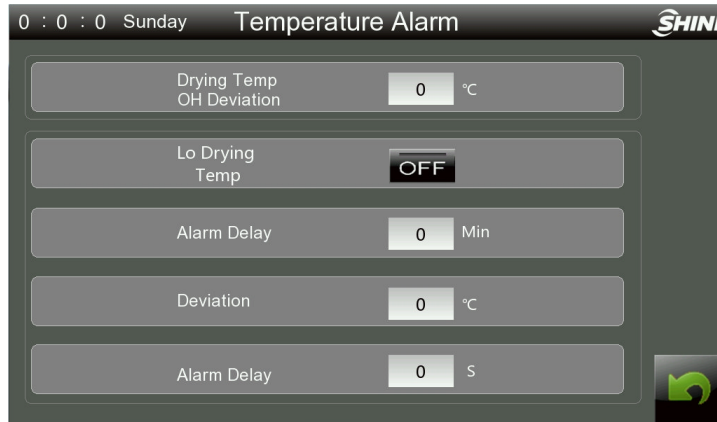 0 : 0 : 0 Sunday Temperature Alarm SHINI
Drying Temp
OH Deviation 0 ℃
Lo Drying
Temp OFF
Alarm Delay 0 Min
Deviation 0 ℃
Alarm Delay 0 S